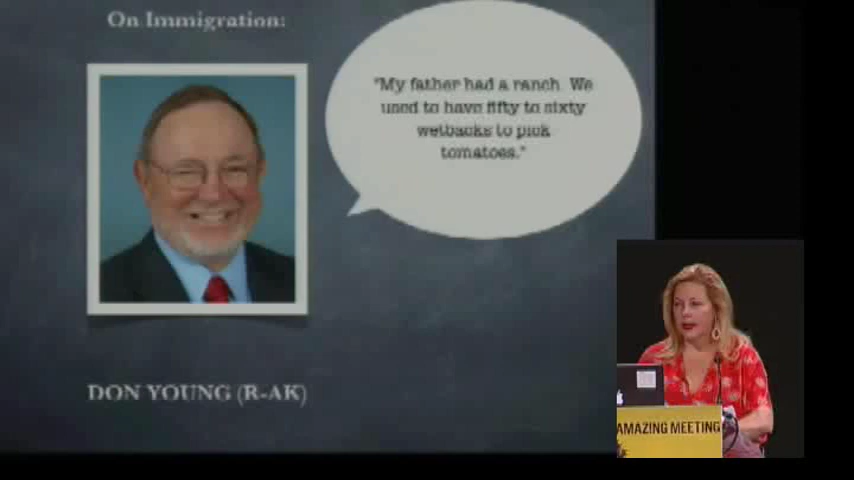 On Immigration:
"My father had a ranch. We
used to have fifty to sixty
wetbacks to pick
tomatoes."
DON YOUNG (R-AK)
AMAZING MEETING